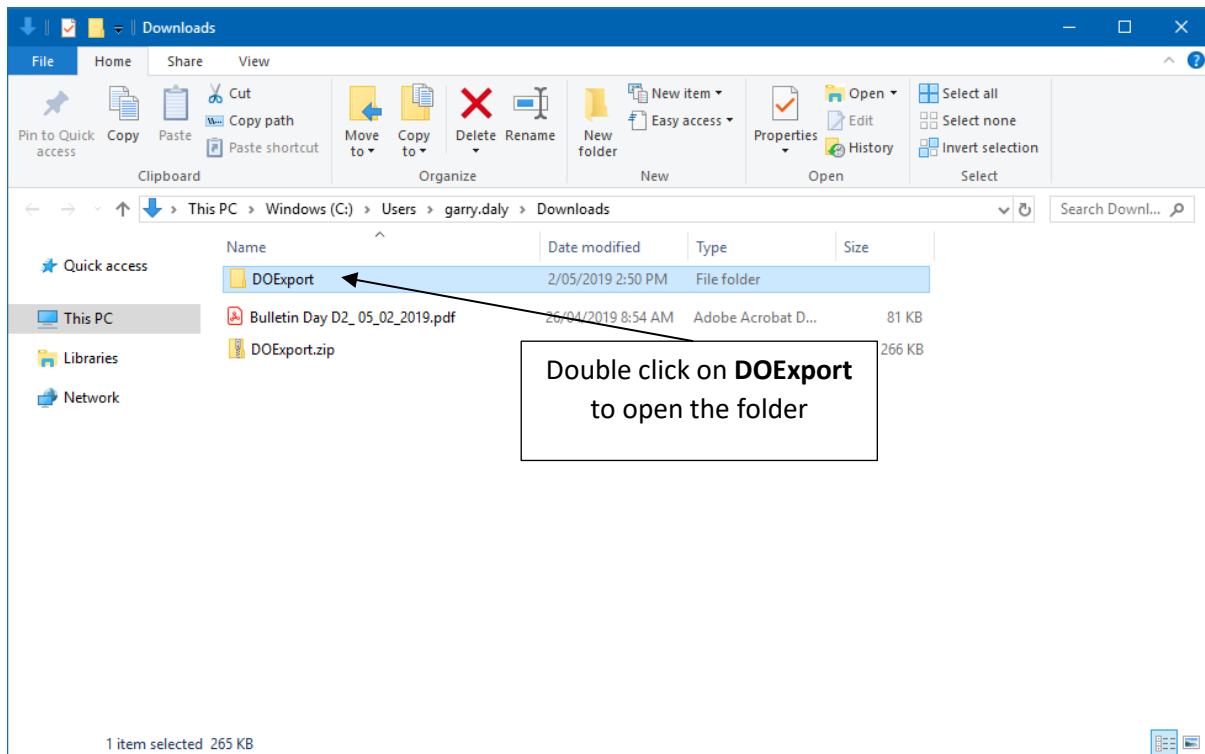 Downloads
File Home Share View
Pin to Quick access
Copy
Paste
Cut
Copy path
Paste shortcut
Clipboard
Move to
Copy to
Delete
Rename
Organize
New folder
New item
Easy access
New
Properties
Open
Edit
History
Open
Select all
Select none
Invert selection
Select
This PC > Windows (C:) > Users > garry.daly > Downloads
Search Downl...
Name Date modified Type Size
Quick access
This PC
Libraries
Network
DOExport 2/05/2019 2:50 PM File folder
Bulletin Day D2_ 05_02_2019.pdf 26/04/2019 8:54 AM Adobe Acrobat D... 81 KB
DOExport.zip 266 KB
Double click on DOExport
to open the folder
1 item selected 265 KB